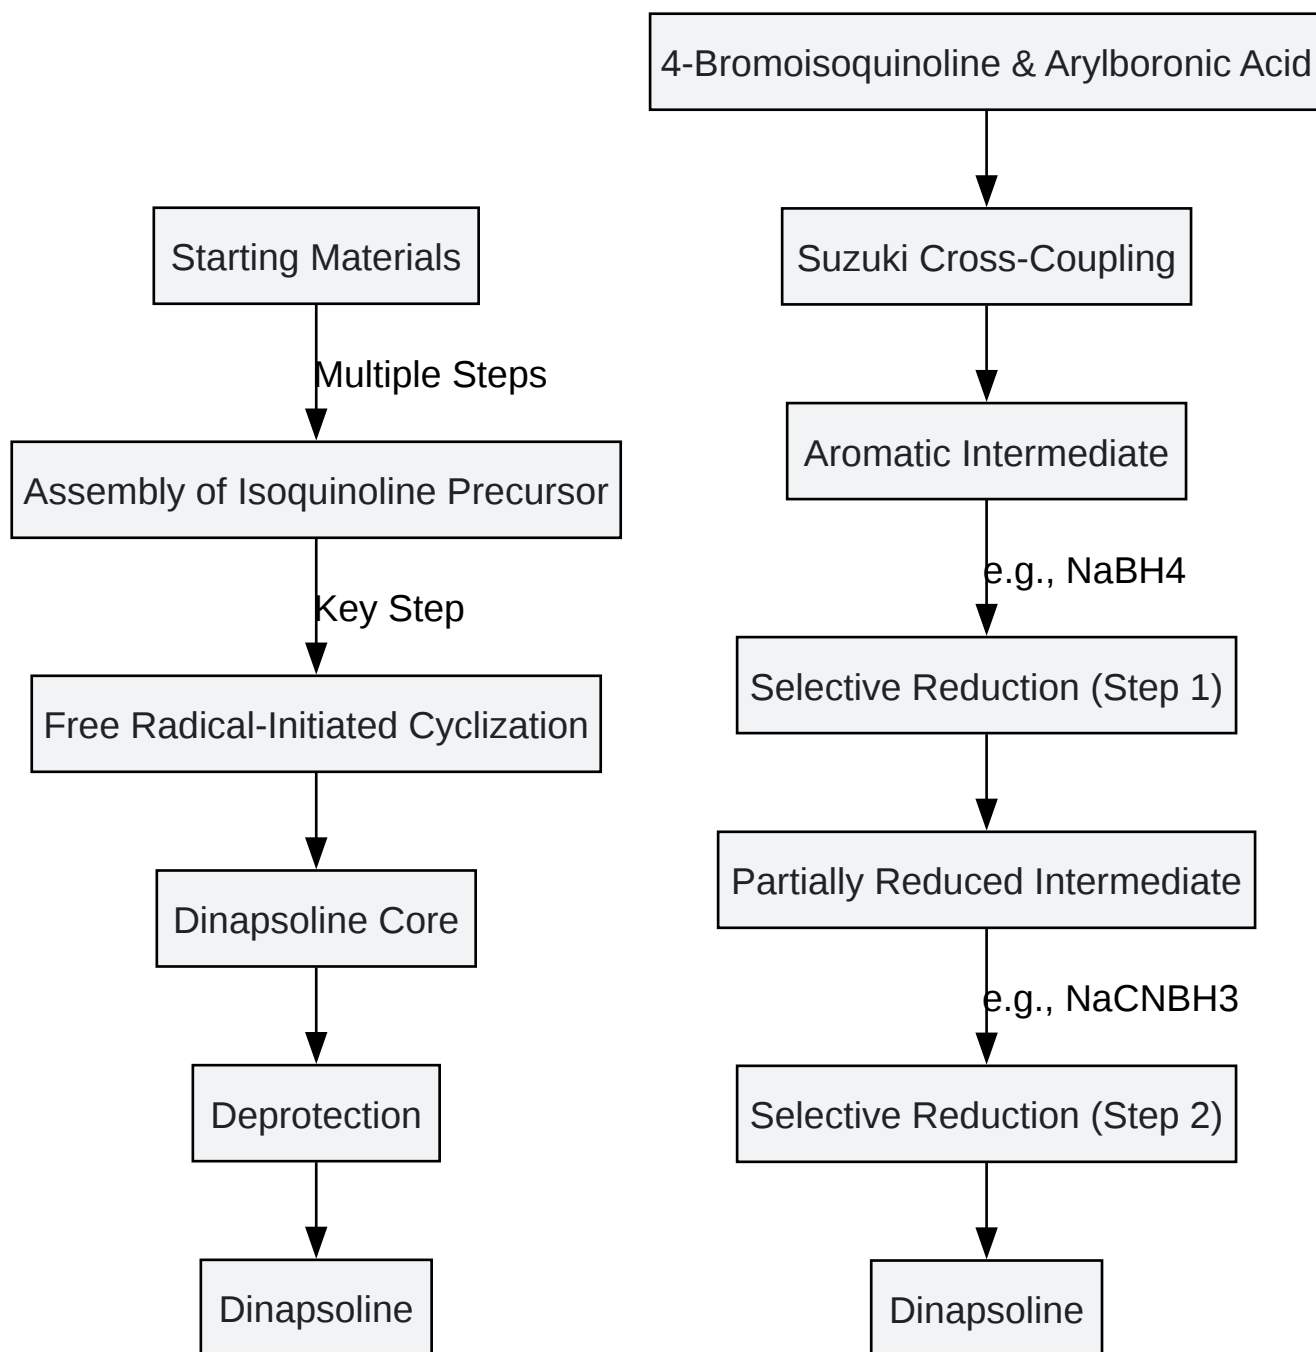 Starting Materials
Multiple Steps
Assembly of Isoquinoline Precursor
Key Step
Free Radical-Initiated Cyclization
Dinapsoline Core
Deprotection
Dinapsoline
4-Bromoisoquinoline & Arylboronic Acid
Suzuki Cross-Coupling
Aromatic Intermediate
e.g., NaBH4
Selective Reduction (Step 1)
Partially Reduced Intermediate
e.g., NaCNBH3
Selective Reduction (Step 2)
Dinapsoline